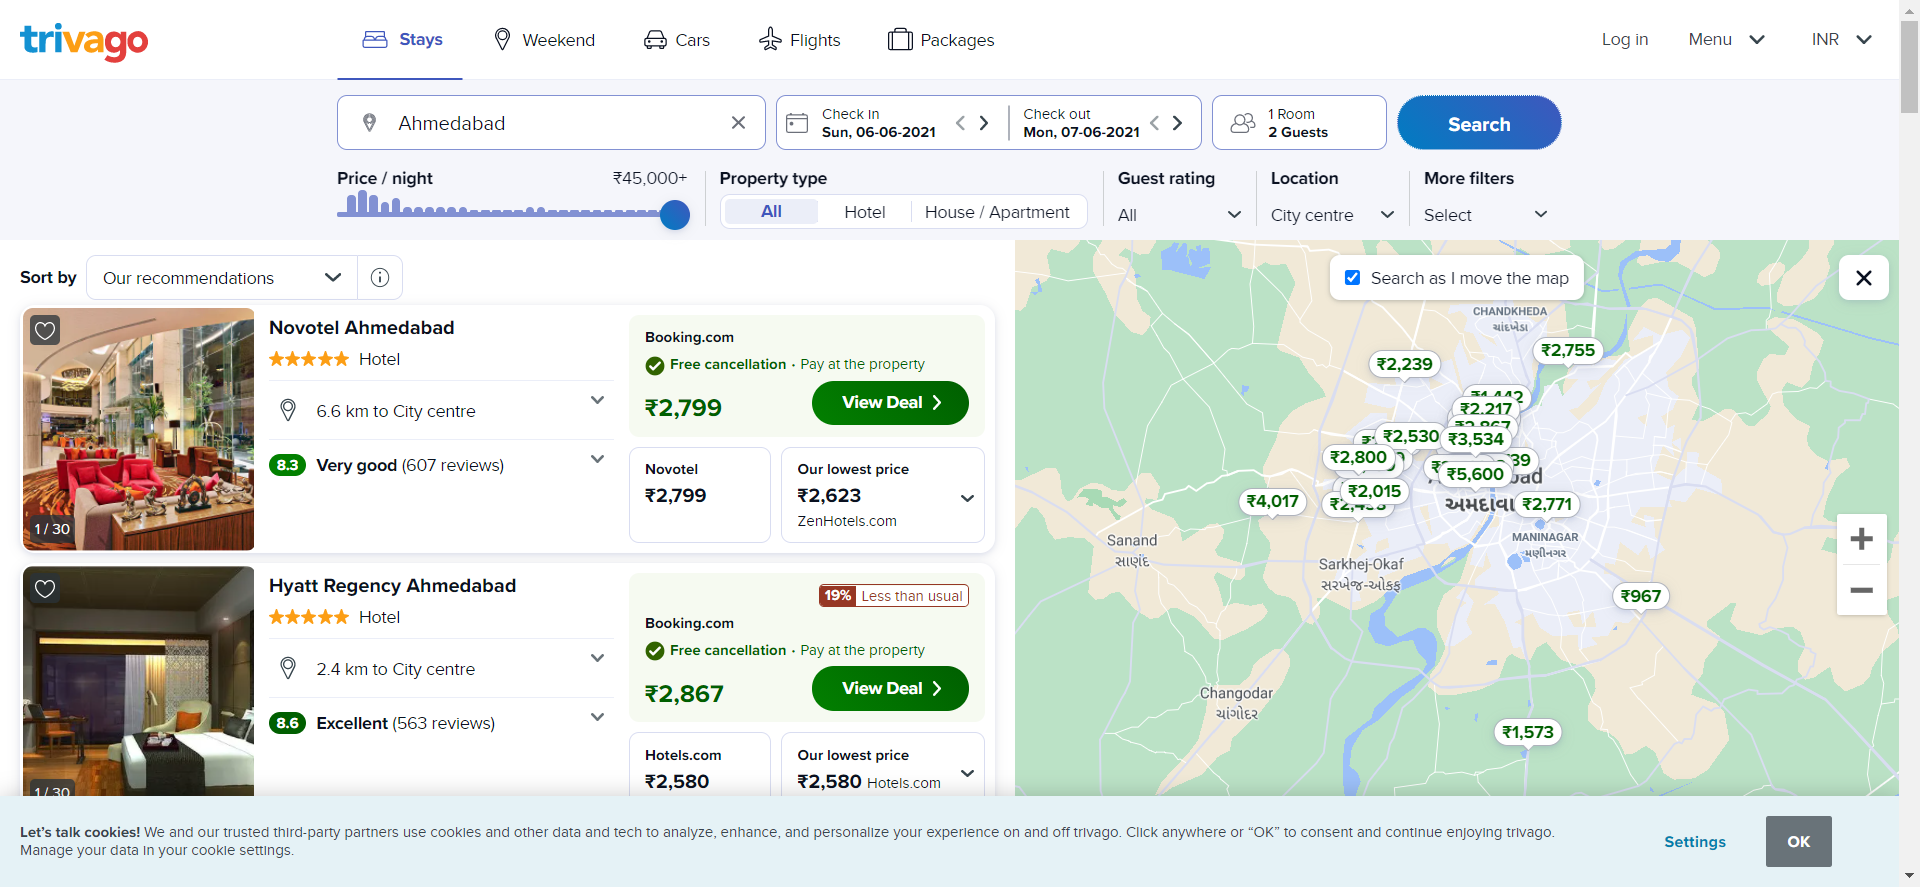 trivago
Stays
Weekend
Cars
Flights
Packages
Log in
Menu
INR
Ahmedabad
Check in
Sun, 06-06-2021
Check out
Mon, 07-06-2021
1 Room
2 Guests
Search
Price / night
₹45,000+
Property type
All
Hotel
House / Apartment
Guest rating
All
Location
City centre
More filters
Select
Sort by
Our recommendations
1 / 30
Novotel Ahmedabad
Hotel
6.6 km to City centre
8.3 Very good (607 reviews)
Booking.com
Free cancellation · Pay at the property
₹2,799
View Deal
Novotel
₹2,799
Our lowest price
₹2,623
ZenHotels.com
1 / 30
Hyatt Regency Ahmedabad
Hotel
2.4 km to City centre
8.6 Excellent (563 reviews)
19% Less than usual
Booking.com
Free cancellation · Pay at the property
₹2,867
View Deal
Hotels.com
₹2,580
Our lowest price
₹2,580 Hotels.com
Search as I move the map
CHANDKHEDA
ચાંદખેડા
₹2,755
₹2,239
₹1,442
₹2,217
₹2,867
₹3,534
₹2,530
₹2,800
₹5,600
₹2,015
₹4,017
₹2,771
MANINAGAR
મણીનગર
Sanand
સાણંદ
Sarkhej-Okaf
સરખેજ-ઓકફ
₹967
Changodar
ચાંગોદર
₹1,573
Let's talk cookies! We and our trusted third-party partners use cookies and other data and tech to analyze, enhance, and personalize your experience on and off trivago. Click anywhere or “OK” to consent and continue enjoying trivago.
Manage your data in your cookie settings.
Settings
OK